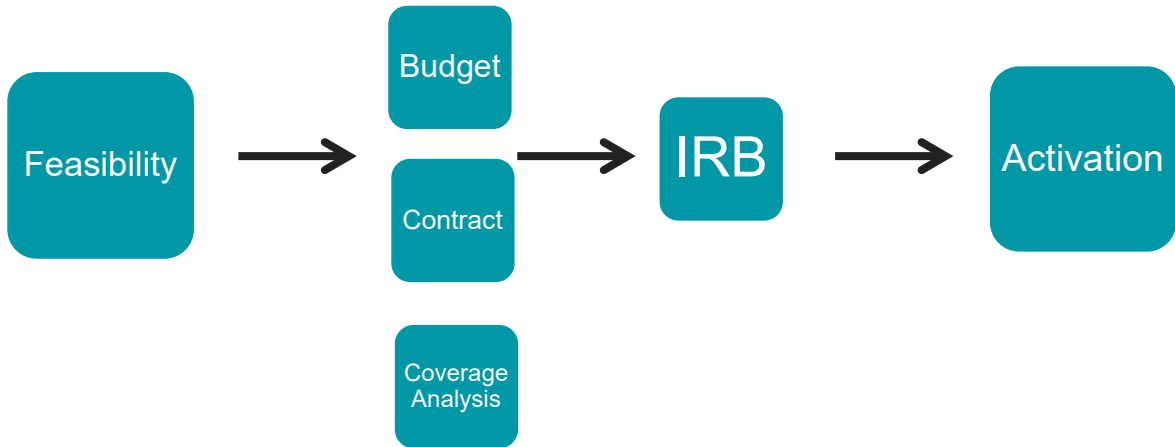 Feasibility
Budget
Contract
Coverage
Analysis
IRB
Activation